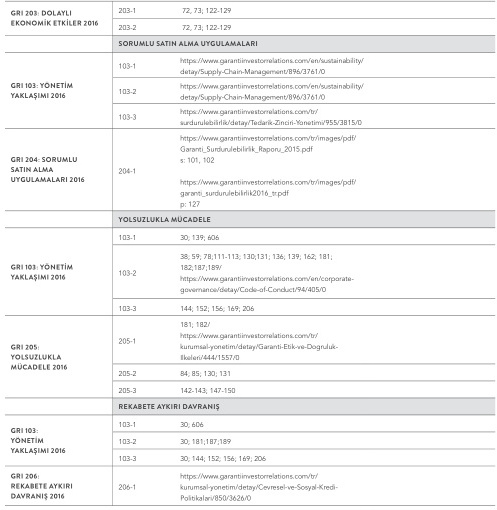 GRI 203: DOLAYLI
EKONOMİK ETKİLER 2016
203-1
72, 73; 122-129
203-2
72, 73; 122-129
SORUMLU SATIN ALMA UYGULAMALARI
GRI 103: YÖNETİM
YAKLAŞIMI 2016
103-1
https://www.garantiinvestorrelations.com/en/sustainability/
detay/Supply-Chain-Management/896/3761/0
103-2
https://www.garantiinvestorrelations.com/en/sustainability/
detay/Supply-Chain-Management/896/3761/0
103-3
https://www.garantiinvestorrelations.com/tr/
surdurulebilirlik/detay/Tedarik-Zinciri-Yonetimi/955/3815/0
GRI 204: SORUMLU
SATIN ALMA
UYGULAMALARI 2016
204-1
https://www.garantiinvestorrelations.com/tr/images/pdf/
Garanti_Surdurulebilirlik_Raporu_2015.pdf
s: 101, 102
https://www.garantiinvestorrelations.com/tr/images/pdf/
garanti_surdurulebilirlik2016_tr.pdf
p: 127
YOLSUZLUKLA MÜCADELE
GRI 103: YÖNETİM
YAKLAŞIMI 2016
103-1
30; 139; 606
103-2
38; 59; 78;111-113; 130;131; 136; 139; 162; 181;
182;187;189/
https://www.garantiinvestorrelations.com/en/corporate-
governance/detay/Code-of-Conduct/94/405/0
103-3
144; 152; 156; 169; 206
GRI 205:
YOLSUZLUKLA
MÜCADELE 2016
205-1
181; 182/
https://www.garantiinvestorrelations.com/tr/
kurumsal-yonetim/detay/Garanti-Etik-ve-Dogruluk-
Ilkeleri/444/1557/0
205-2
84; 85; 130; 131
205-3
142-143; 147-150
REKABETE AYKIRI DAVRANIŞ
GRI 103:
YÖNETİM
YAKLAŞIMI 2016
103-1
30; 606
103-2
30; 181;187;189
103-3
30; 144; 152; 156; 169; 206
GRI 206:
REKABETE AYKIRI
DAVRANIŞ 2016
206-1
https://www.garantiinvestorrelations.com/tr/
kurumsal-yonetim/detay/Cevresel-ve-Sosyal-Kredi-
Politikalari/850/3626/0